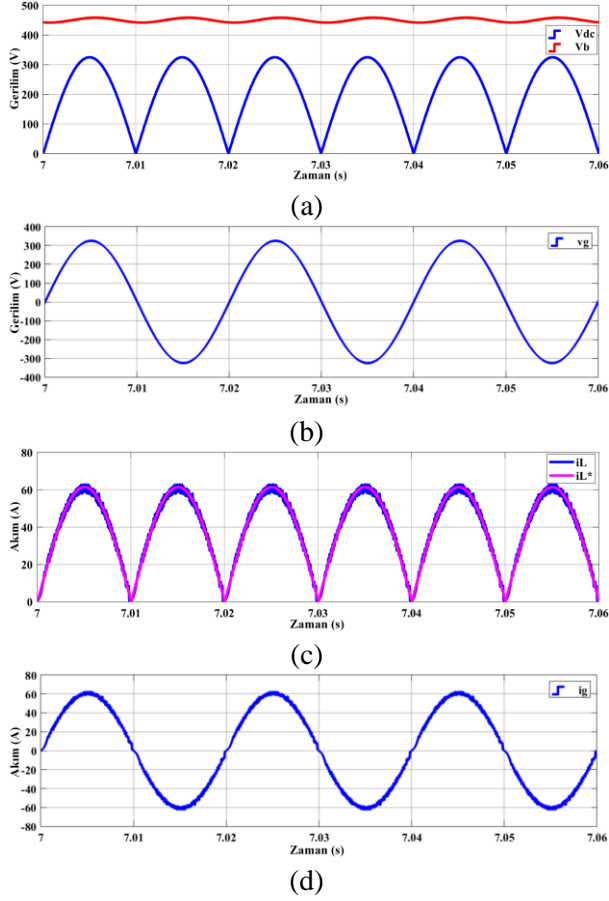 500
400
300
200
100
0
Gerilim (V)
Vdc
Vb
7 7.01 7.02 7.03 7.04 7.05 7.06
Zaman (s)
(a)
400
300
200
100
0
-100
-200
-300
-400
Gerilim (V)
vg
7 7.01 7.02 7.03 7.04 7.05 7.06
Zaman (s)
(b)
80
60
40
20
0
Akım (A)
iL
iL*
7 7.01 7.02 7.03 7.04 7.05 7.06
Zaman (s)
(c)
80
60
40
20
0
-20
-40
-60
-80
Akım (A)
ig
7 7.01 7.02 7.03 7.04 7.05 7.06
Zaman (s)
(d)